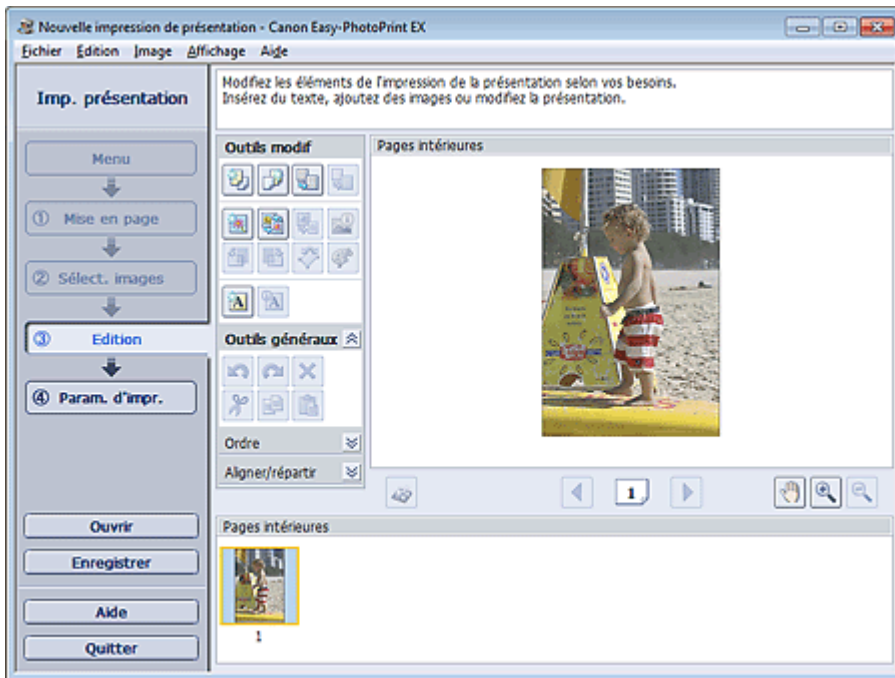 Nouvelle impression de présentation - Canon Easy-PhotoPrint EX
Fichier Edition Image Affichage Aide
Imp. présentation
Modifiez les éléments de l'impression de la présentation selon vos besoins.
Insérez du texte, ajoutez des images ou modifiez la présentation.
Menu
① Mise en page
② Sélect. images
③ Edition
④ Param. d'impr.
Ouvrir
Enregistrer
Aide
Quitter
Outils modif
A
A
Outils généraux
Ordre
Aligner/répartir
Pages intérieures
1
Pages intérieures
1